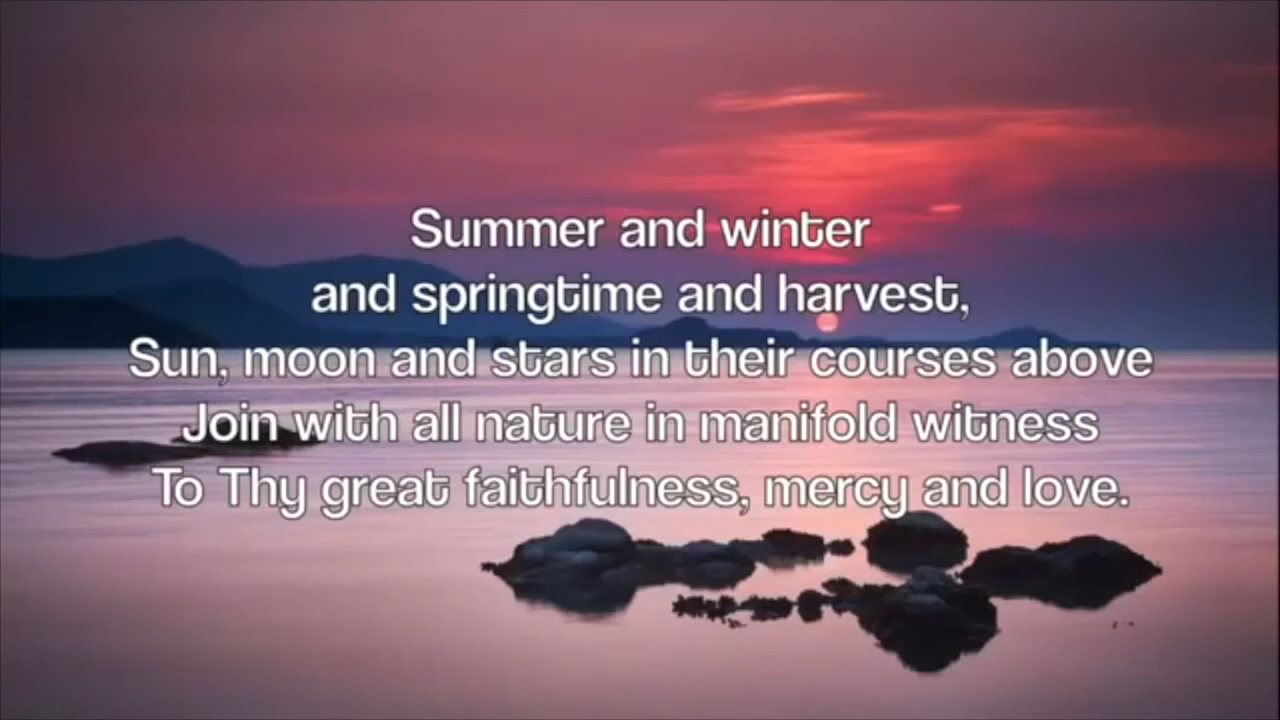 Summer and winter
and springtime and harvest,
Sun, moon and stars in their courses above
Join with all nature in manifold witness
To Thy great faithfulness, mercy and love.